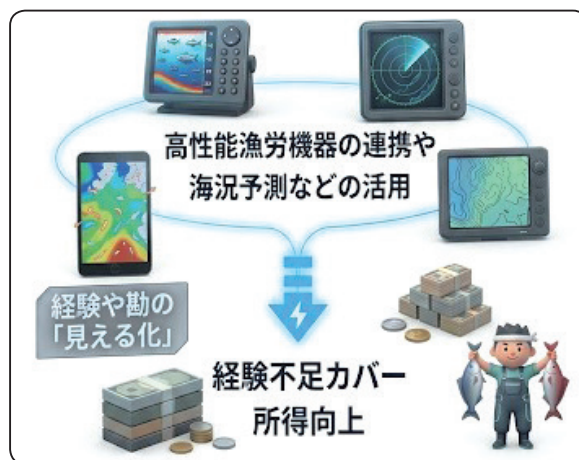 高性能漁労機器の連携や
海況予測などの活用
経験や勘の
「見える化」
経験不足カバー
所得向上